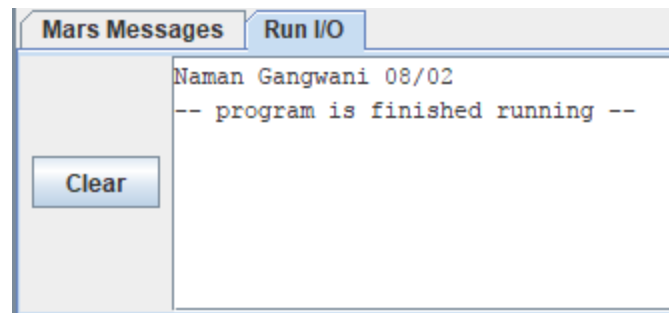 Mars Messages Run I/O
Naman Gangwani 08/02
-- program is finished running --
Clear